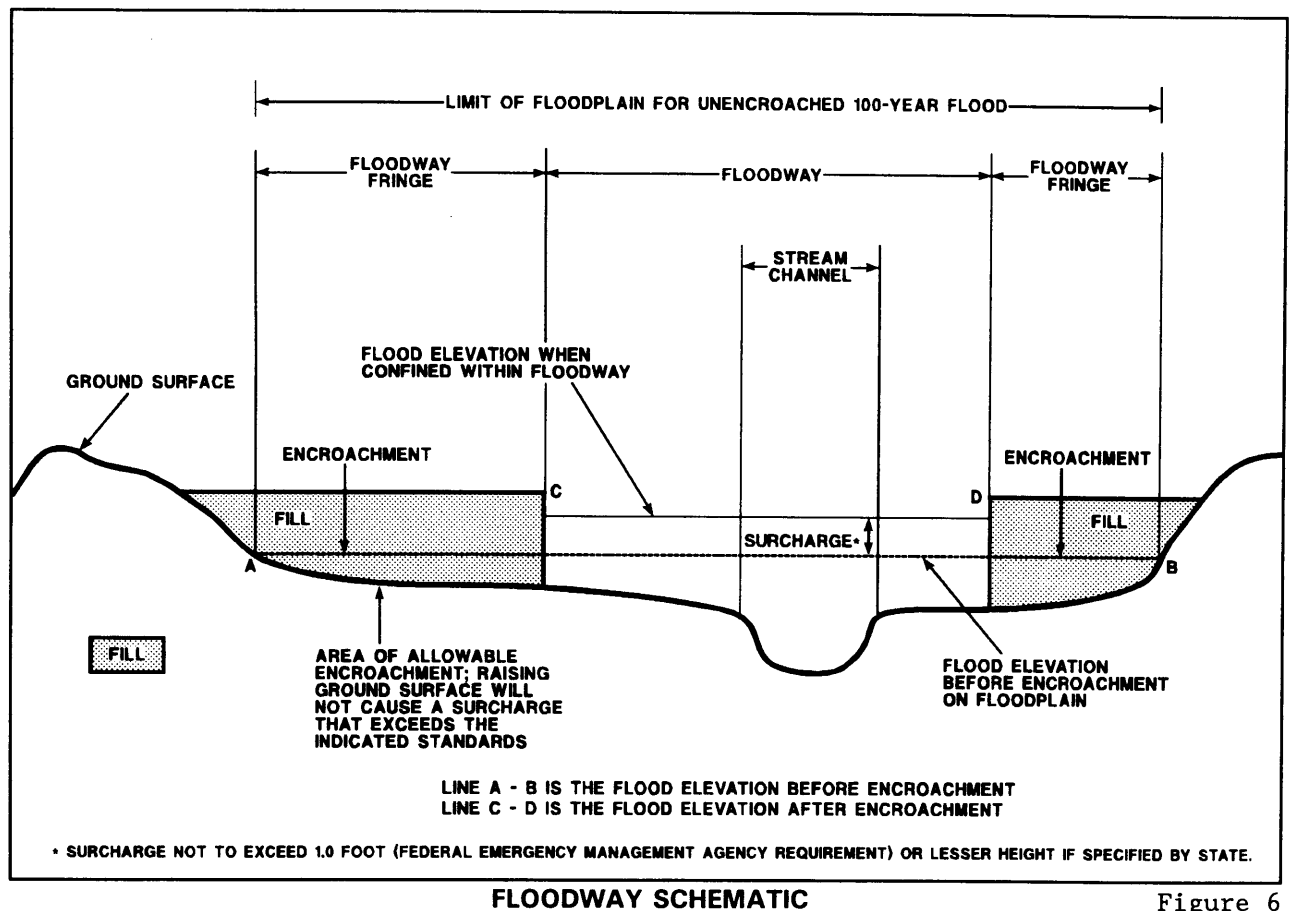 LIMIT OF FLOODPLAIN FOR UNENCROACHED 100-YEAR FLOOD
FLOODWAY
FRINGE
FLOODWAY
FLOODWAY
FRINGE
STREAM
CHANNEL
FLOOD ELEVATION WHEN
CONFINED WITHIN FLOODWAY
GROUND SURFACE
ENCROACHMENT
ENCROACHMENT
C
D
FILL
FILL
SURCHARGE*
A
B
FILL
AREA OF ALLOWABLE
ENCROACHMENT; RAISING
GROUND SURFACE WILL
NOT CAUSE A SURCHARGE
THAT EXCEEDS THE
INDICATED STANDARDS
FLOOD ELEVATION
BEFORE ENCROACHMENT
ON FLOODPLAIN
LINE A - B IS THE FLOOD ELEVATION BEFORE ENCROACHMENT
LINE C - D IS THE FLOOD ELEVATION AFTER ENCROACHMENT
* SURCHARGE NOT TO EXCEED 1.0 FOOT (FEDERAL EMERGENCY MANAGEMENT AGENCY REQUIREMENT) OR LESSER HEIGHT IF SPECIFIED BY STATE.
FLOODWAY SCHEMATIC
Figure 6